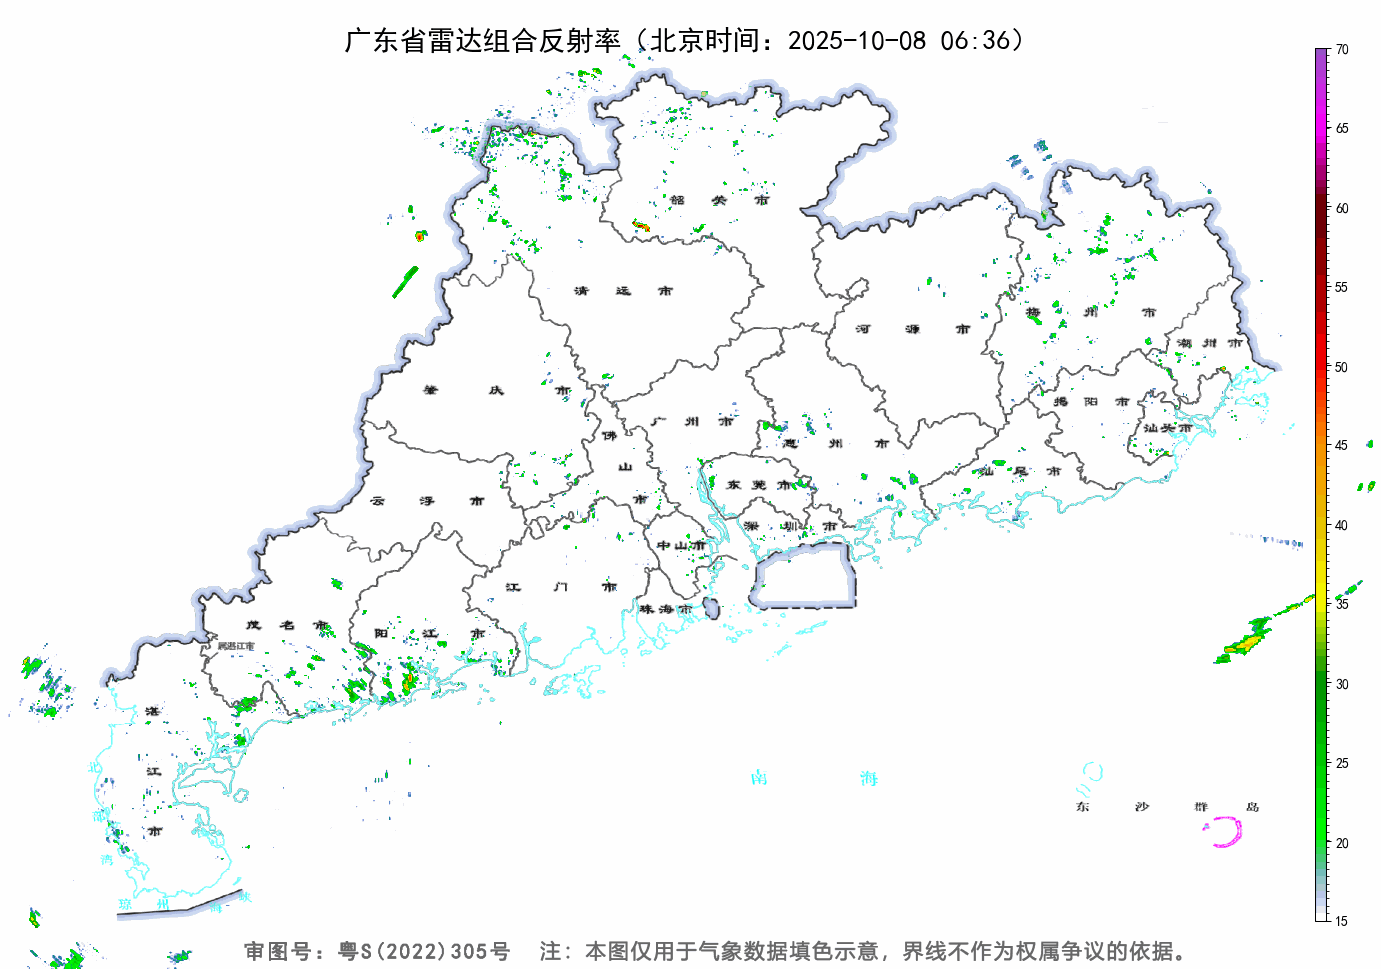 广东省雷达组合反射率（北京时间：2025-10-08 06:36）
70
65
60
55
50
45
40
35
30
25
20
15
韶关市
清远市
河源市
梅州市
潮州市
肇庆市
广州市
揭阳市
汕头市
佛山市
惠州市
汕尾市
云浮市
东莞市
深圳市
中山市
江门市
珠海市
茂名市
阳江市
属湛江市
湛江市
北部湾
南海
东沙群岛
琼州海峡
审图号：粤S(2022)305号 注：本图仅用于气象数据填色示意，界线不作为权属争议的依据。